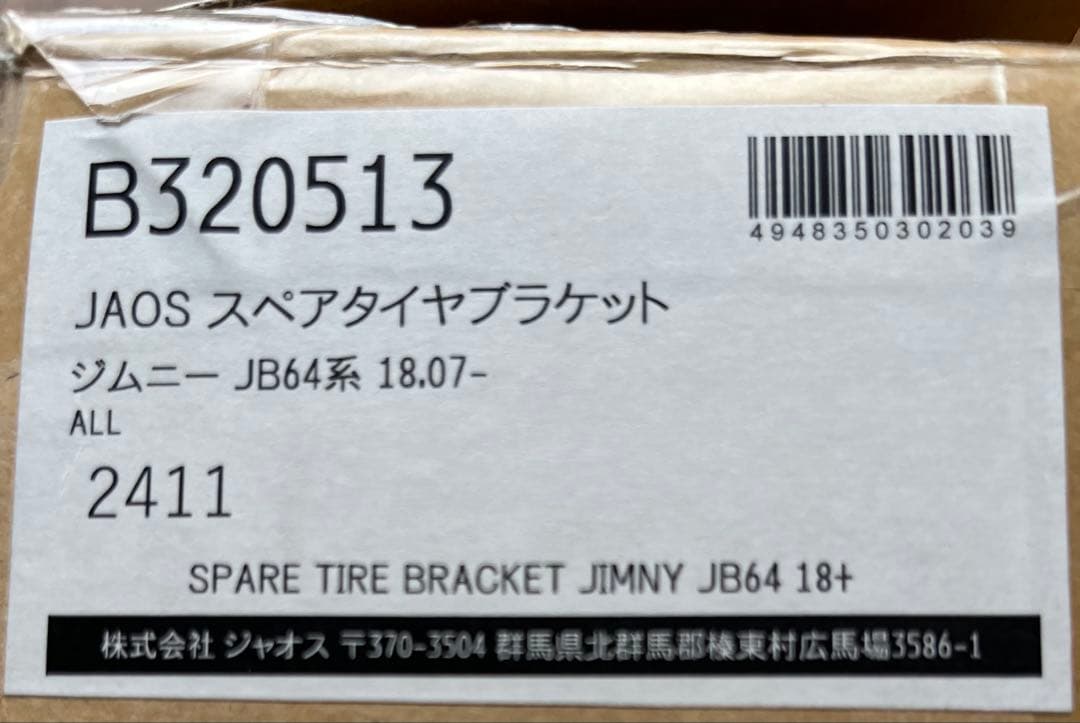 B320513
4948350302039
JAOS スペアタイヤブラケット
ジムニー JB64系 18.07-
ALL
2411
SPARE TIRE BRACKET JIMNY JB64 18+
株式会社 ジャオス 〒370-3504 群馬県北群馬郡榛東村広馬場3586-1